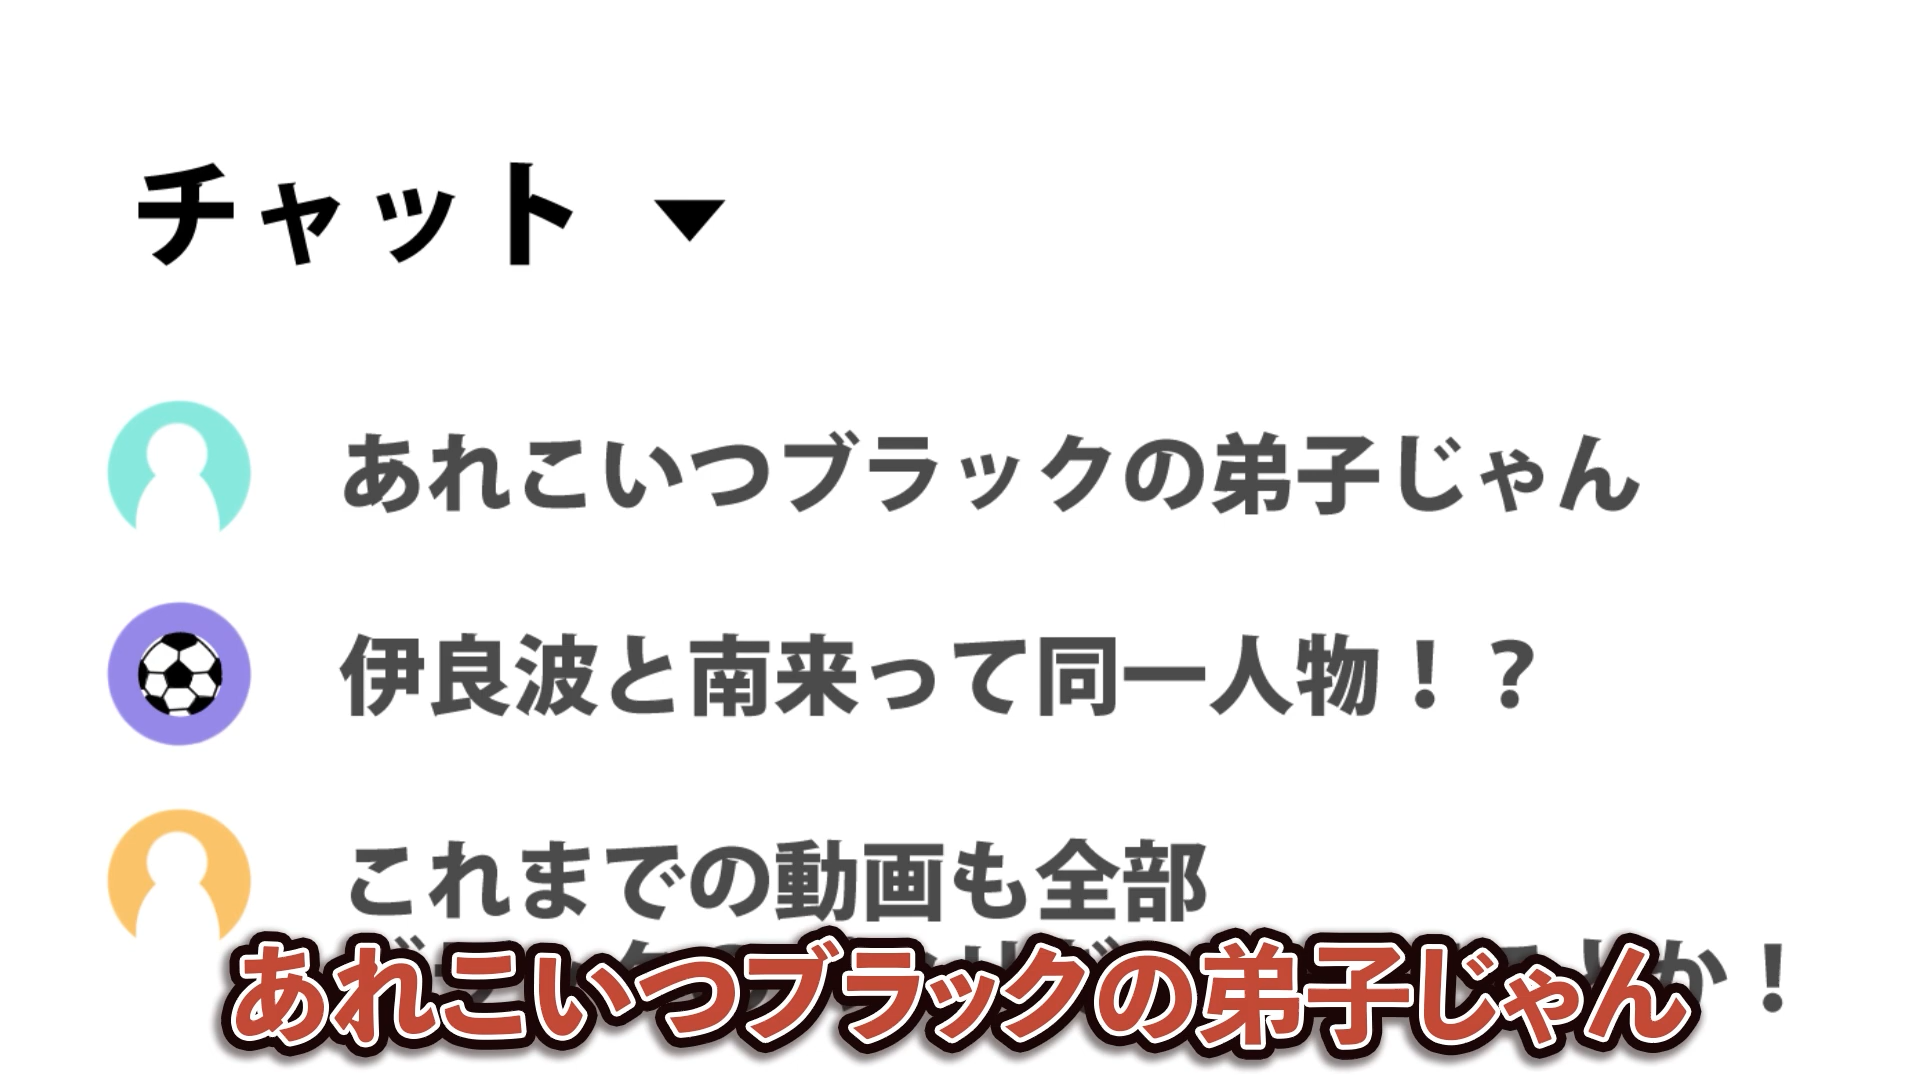 チャット
あれこいつブラックの弟子じゃん
伊良波と南来って同一人物！？
これまでの動画も全部
か！
あれこいつブラックの弟子じゃん